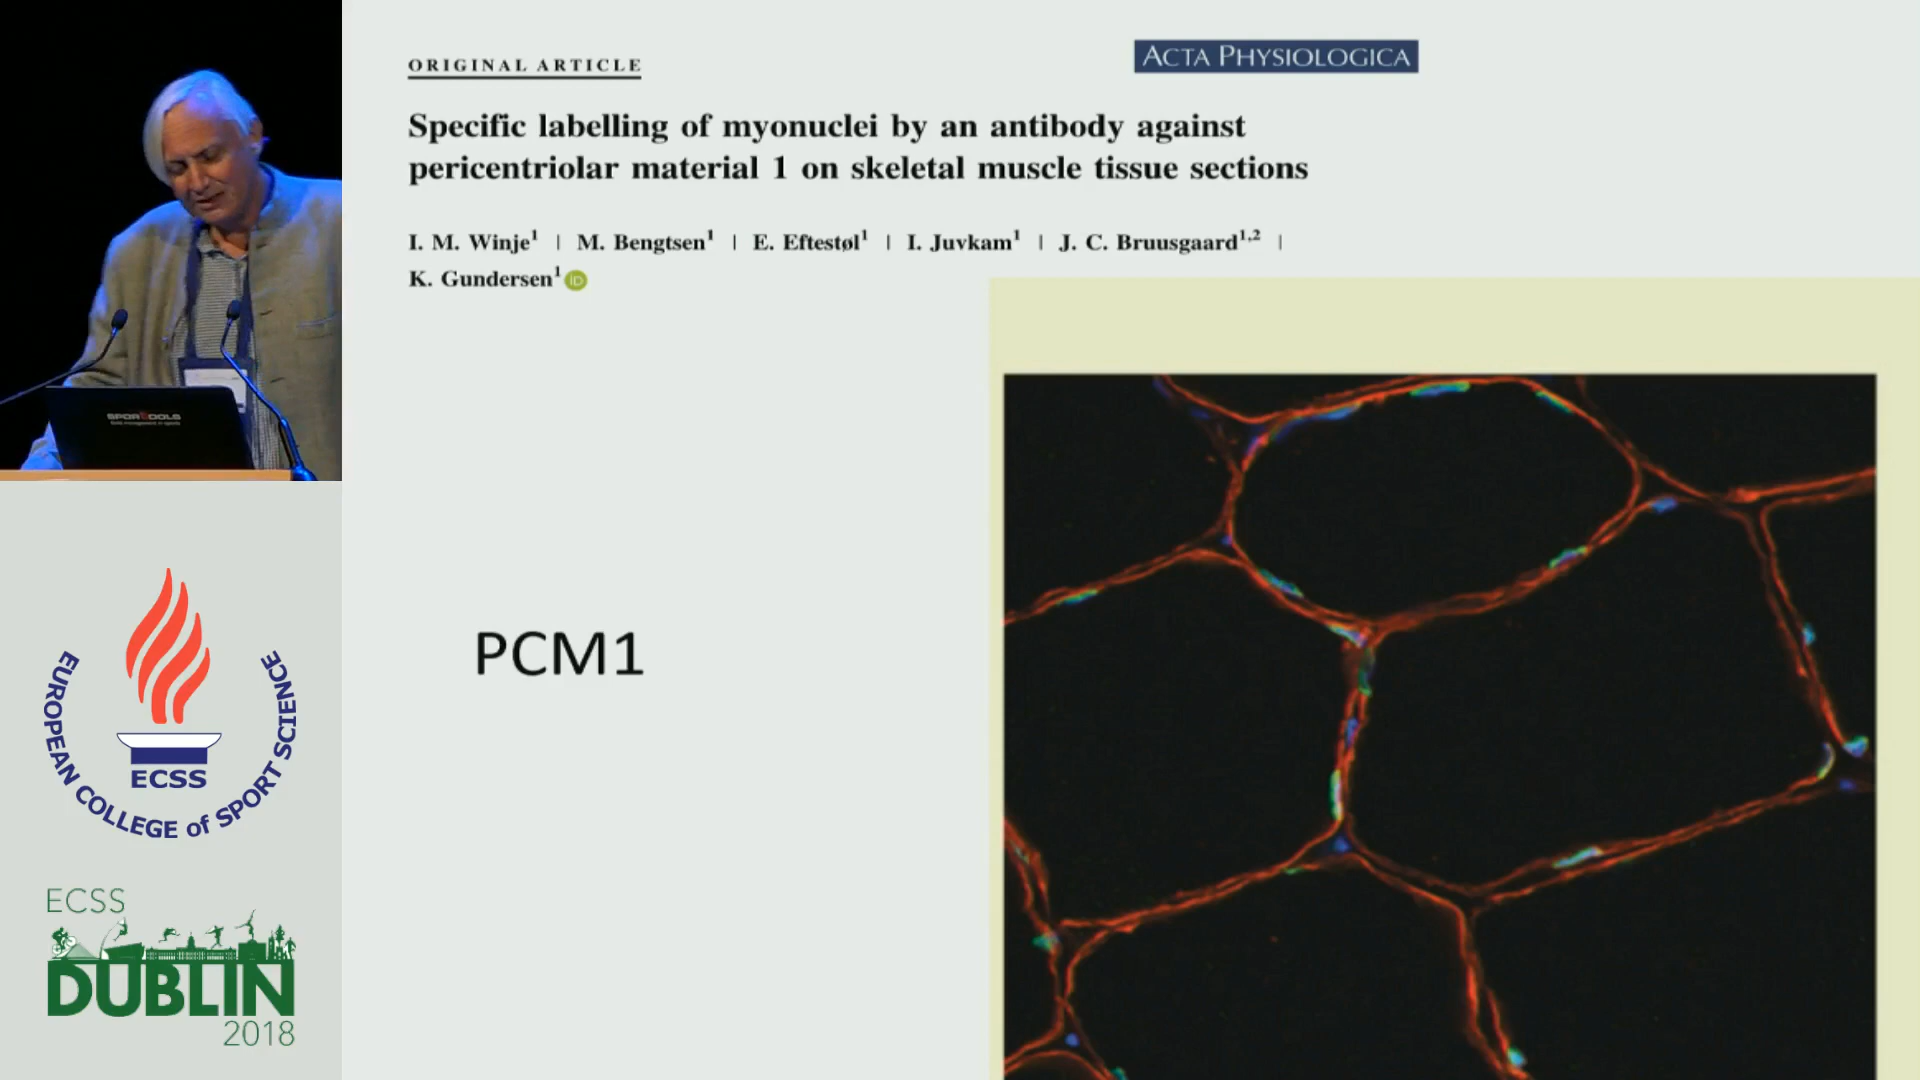 ORIGINAL ARTICLE
ACTA PHYSIOLOGICA
Specific labelling of myonuclei by an antibody against
pericentriolar material 1 on skeletal muscle tissue sections
I. M. Winje1 | M. Bengtsen1 | E. Eftestøl1 | I. Juvkam1 | J. C. Bruusgaard1,2 |
K. Gundersen1 iD
PCM1
EUROPEAN COLLEGE of SPORT SCIENCE
ECSS
ECSS
DUBLIN
2018